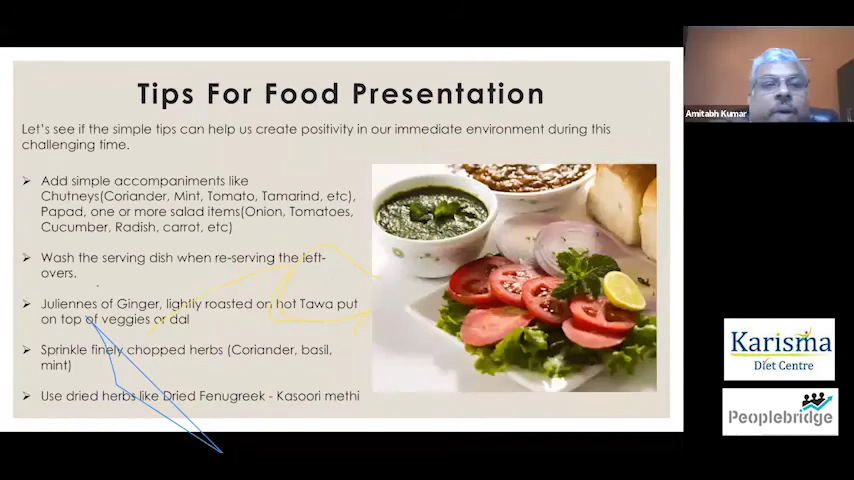 Tips For Food Presentation
Let's see if the simple tips can help us create positivity in our immediate environment during this
challenging time.
Add simple accompaniments like
Chutneys(Coriander, Mint, Tomato, Tamarind, etc),
Papad, one or more salad items(Onion, Tomatoes,
Cucumber, Radish, carrot, etc)
Wash the serving dish when re-serving the left-
overs.
Juliennes of Ginger, lightly roasted on hot Tawa put
on top of veggies or dal
Sprinkle finely chopped herbs (Coriander, basil,
mint)
Use dried herbs like Dried Fenugreek - Kasoori methi
Amitabh Kumar
Karisma
Diet Centre
Peoplebridge